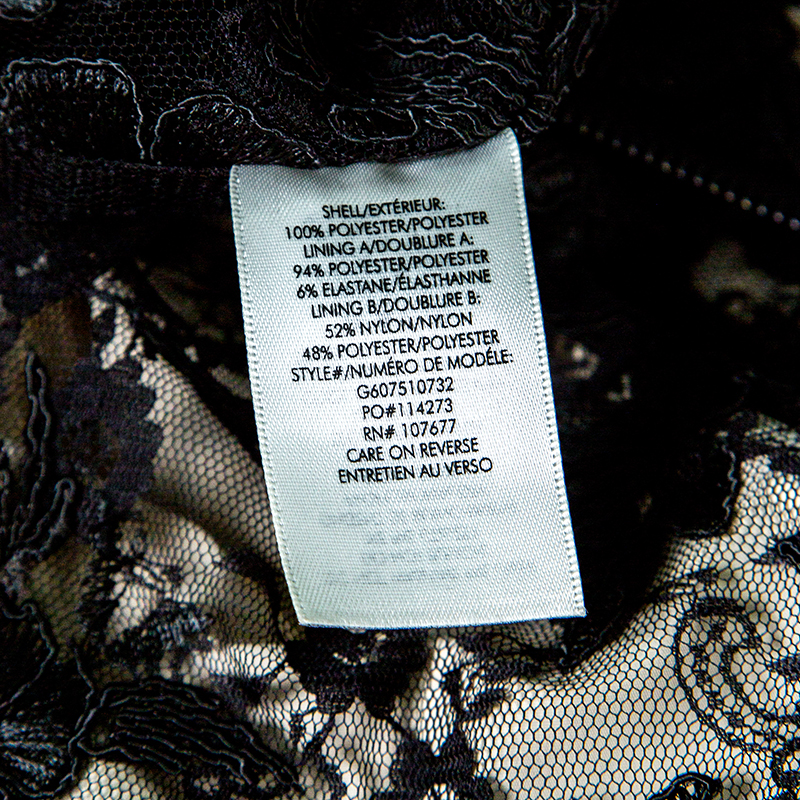 SHELL/EXTÉRIEUR:
100% POLYESTER/POLYESTER
LINING A/DOUBLURE A:
94% POLYESTER/POLYESTER
6% ELASTANE/ÉLASTHANNE
LINING B/DOUBLURE B:
52% NYLON/NYLON
48% POLYESTER/POLYESTER
STYLE#/NUMÉRO DE MODÉLE:
G607510732
PO#114273
RN# 107677
CARE ON REVERSE
ENTRETIEN AU VERSO